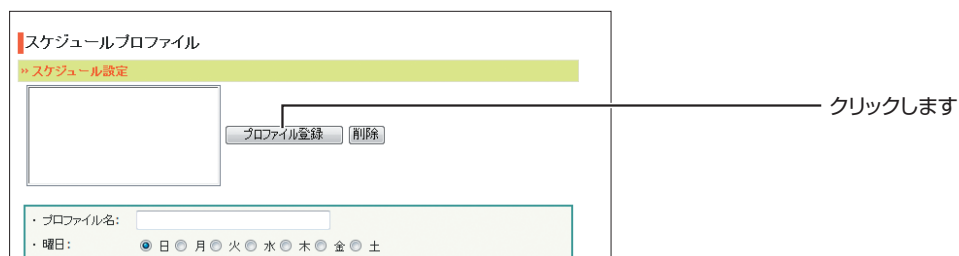 スケジュールプロファイル
» スケジュール設定
クリックします
プロファイル登録 削除
・ プロファイル名:
・ 曜日: 日 月 火 水 木 金 土